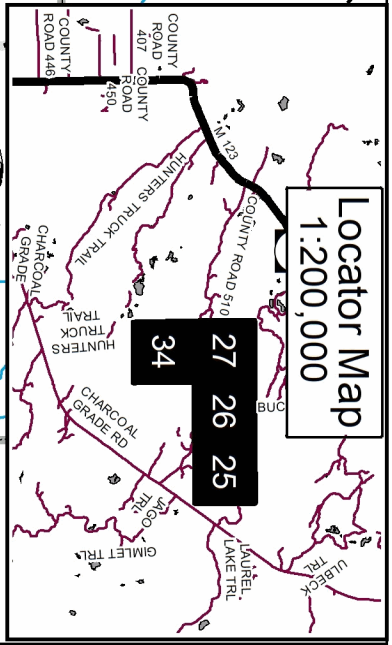 Locator Map
1:200,000
COUNTY
ROAD 446
COUNTY
ROAD
450
COUNTY
ROAD
407
M 123
HUNTERS TRUCK TRAIL
COUNTY ROAD 510
BUC
CHARCOAL
GRADE
HUNTERS
TRUCK
TRAIL
27 26 25
34
CHARCOAL
GRADE RD
JAGO
TRL
GIMLET TRL
LAUREL
LAKE TRL
ULBECK
TRL